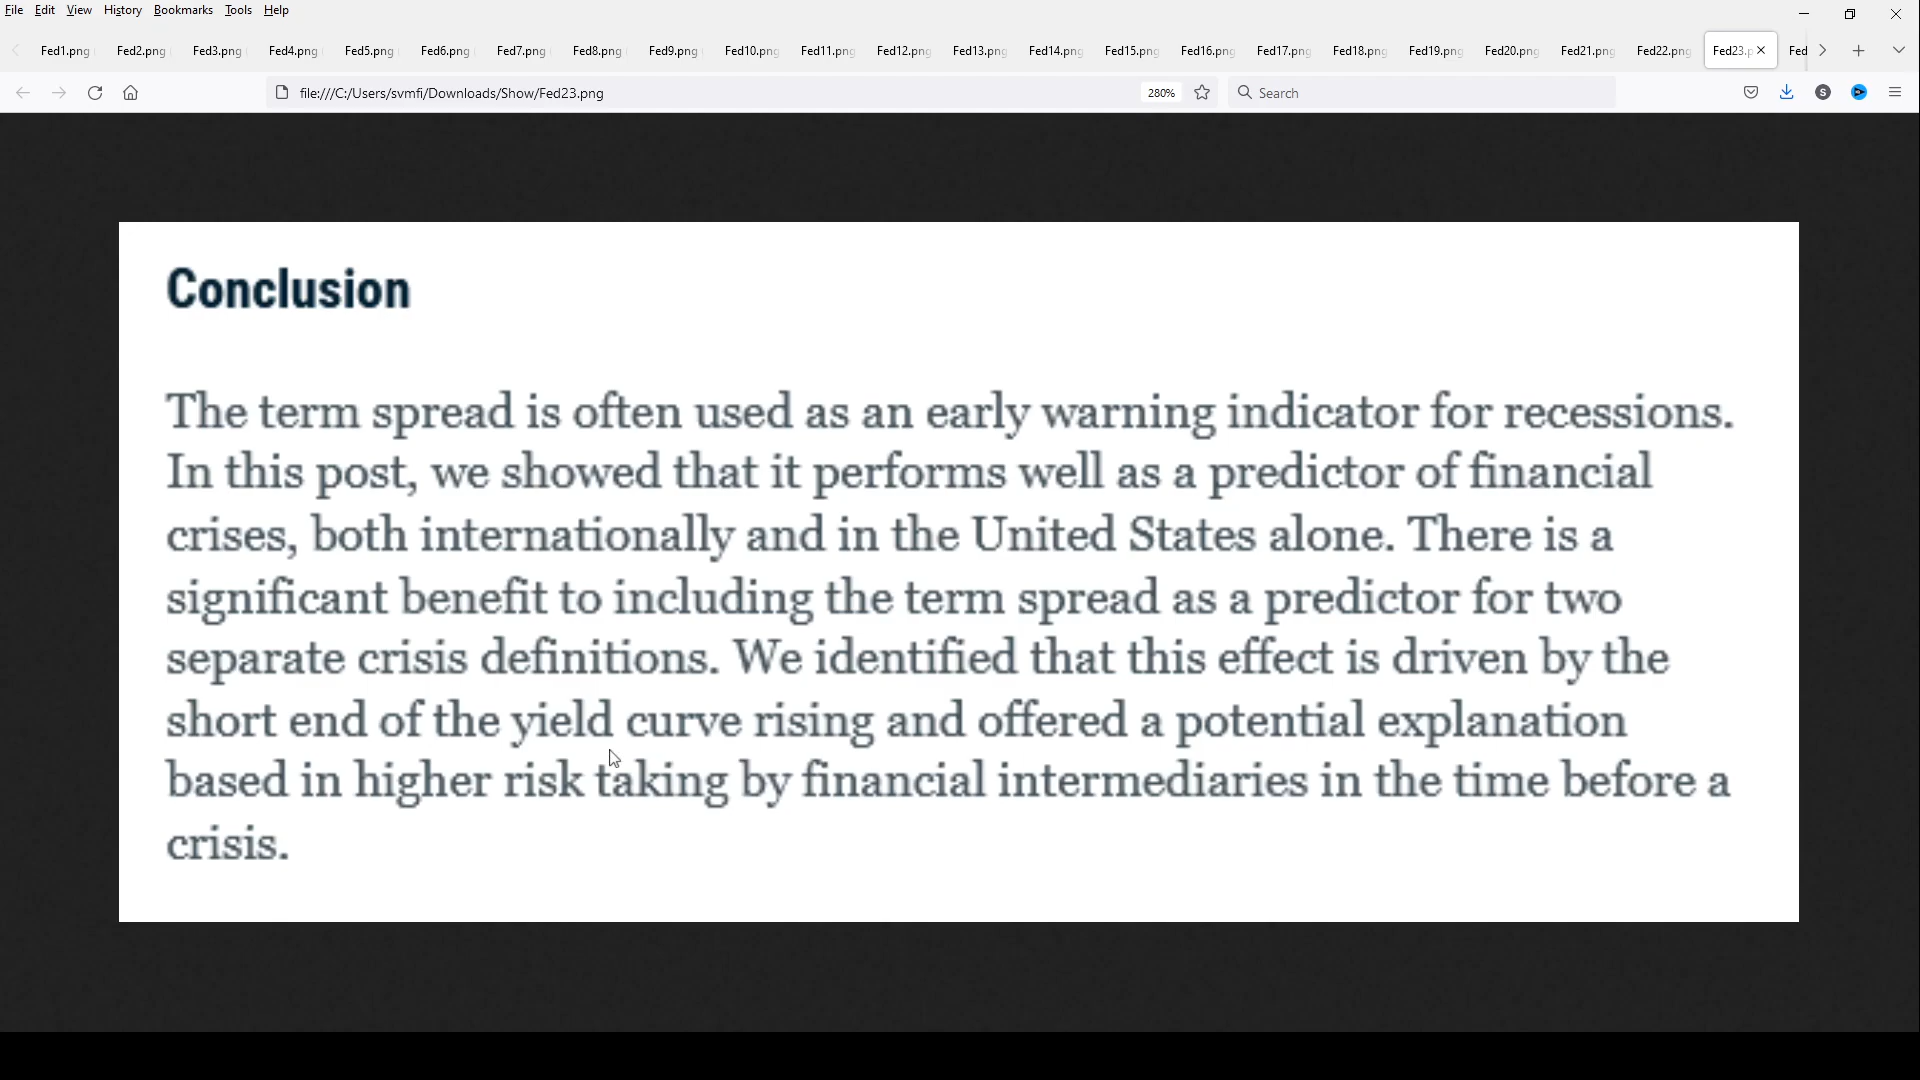 File Edit View History Bookmarks Tools Help
Fed1.png Fed2.png Fed3.png Fed4.png Fed5.png Fed6.png Fed7.png Fed8.png Fed9.png Fed10.png Fed11.png Fed12.png Fed13.png Fed14.png Fed15.png Fed16.png Fed17.png Fed18.png Fed19.png Fed20.png Fed21.png Fed22.png Fed23.p Fed
file:///C:/Users/svmfi/Downloads/Show/Fed23.png 280% Search S
Conclusion
The term spread is often used as an early warning indicator for recessions.
In this post, we showed that it performs well as a predictor of financial
crises, both internationally and in the United States alone. There is a
significant benefit to including the term spread as a predictor for two
separate crisis definitions. We identified that this effect is driven by the
short end of the yield curve rising and offered a potential explanation
based in higher risk taking by financial intermediaries in the time before a
crisis.